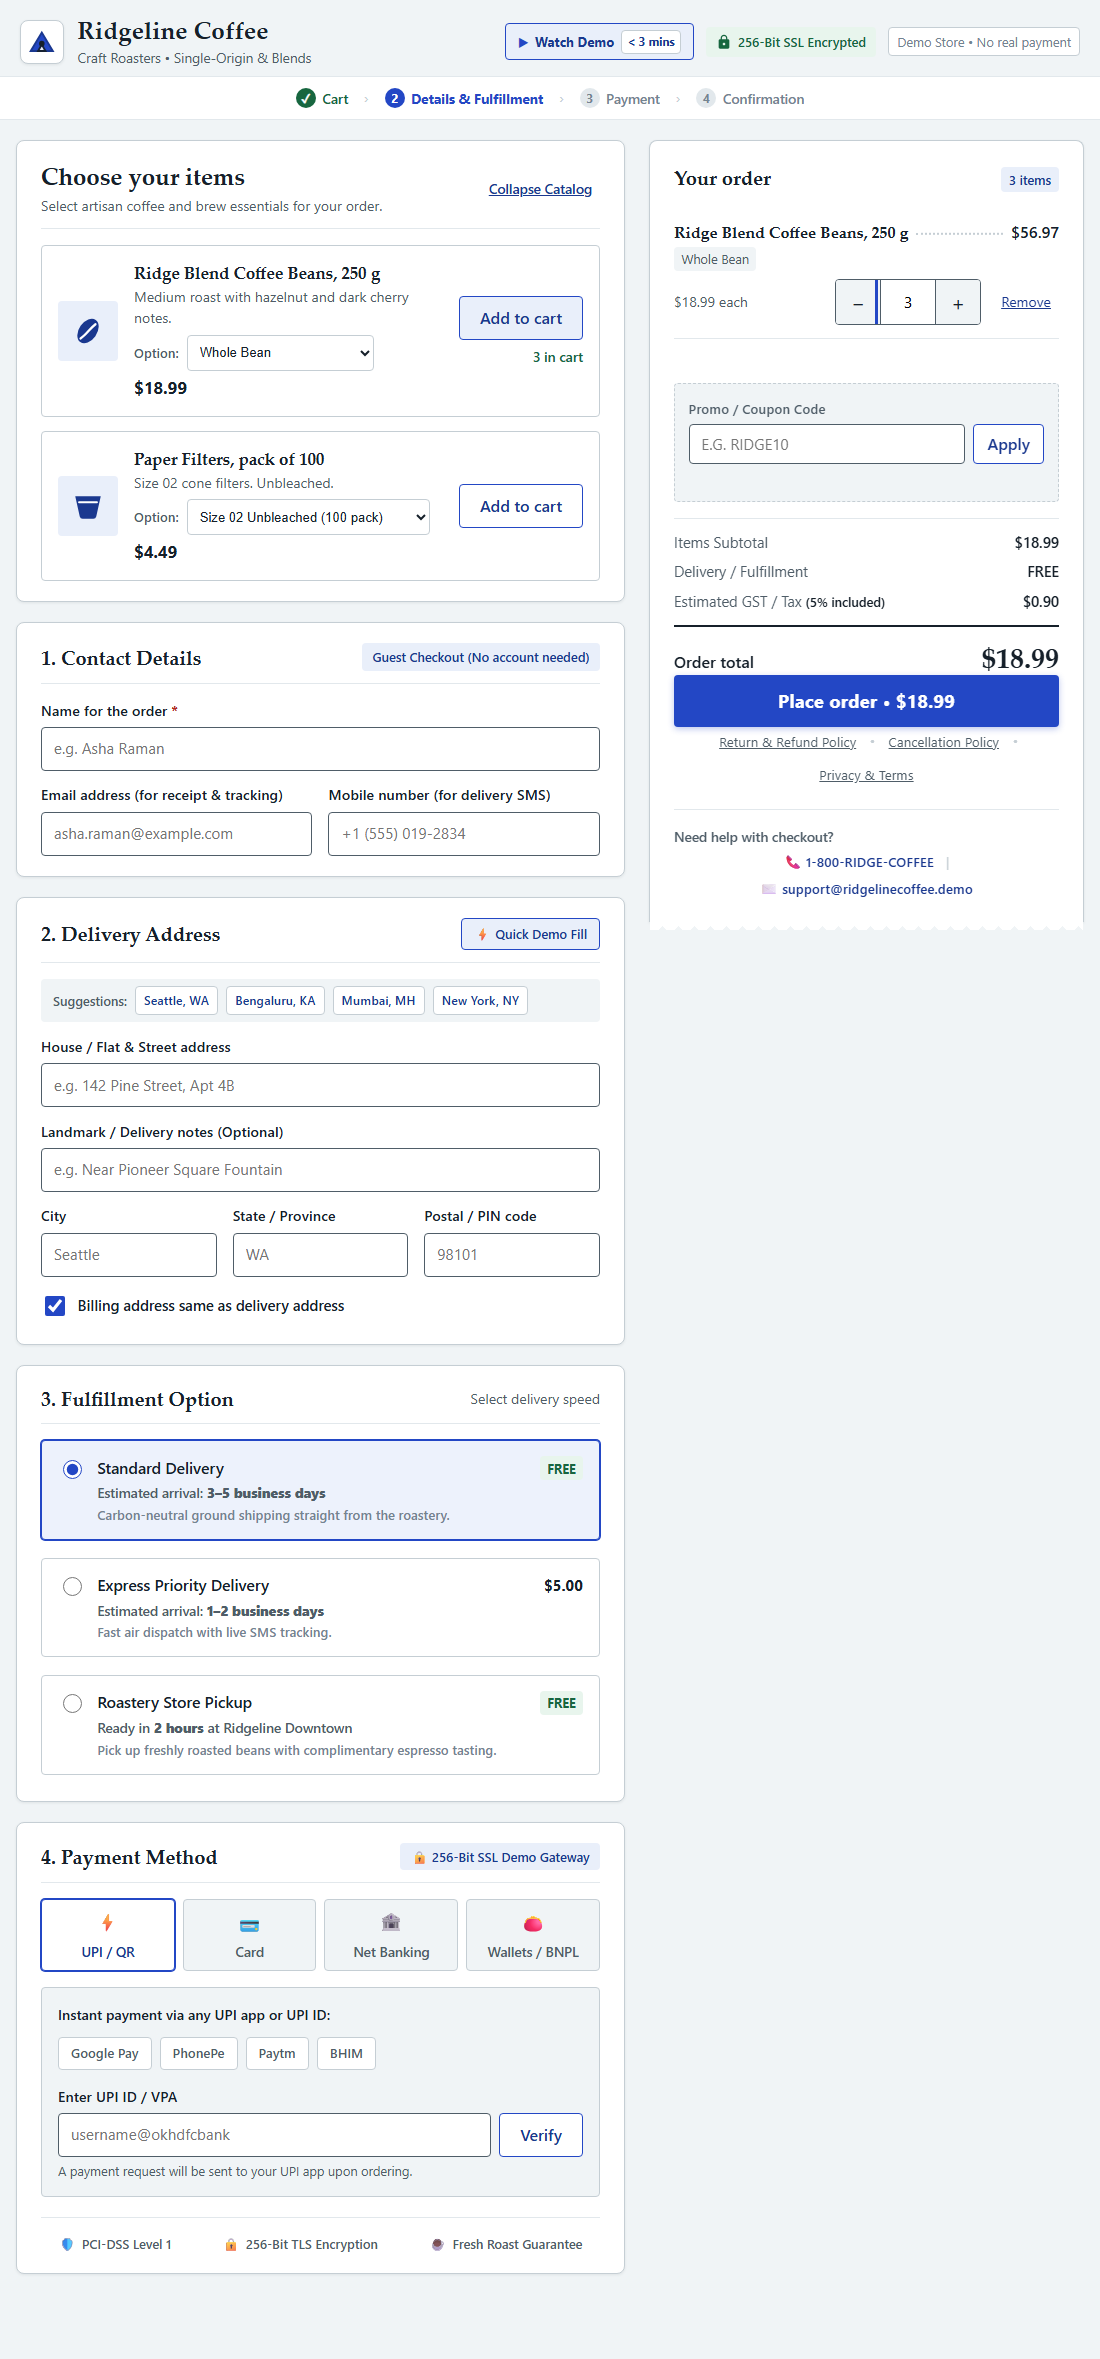 Ridgeline Coffee
Craft Roasters • Single-Origin & Blends
▶ Watch Demo < 3 mins
256-Bit SSL Encrypted
Demo Store • No real payment
✓ Cart › 2 Details & Fulfillment › 3 Payment › 4 Confirmation
Choose your items
Select artisan coffee and brew essentials for your order.
Collapse Catalog
Ridge Blend Coffee Beans, 250 g
Medium roast with hazelnut and dark cherry
notes.
Option: Whole Bean
$18.99
Add to cart
3 in cart
Paper Filters, pack of 100
Size 02 cone filters. Unbleached.
Option: Size 02 Unbleached (100 pack)
$4.49
Add to cart
1. Contact Details
Guest Checkout (No account needed)
Name for the order *
e.g. Asha Raman
Email address (for receipt & tracking)
asha.raman@example.com
Mobile number (for delivery SMS)
+1 (555) 019-2834
2. Delivery Address
Quick Demo Fill
Suggestions: Seattle, WA Bengaluru, KA Mumbai, MH New York, NY
House / Flat & Street address
e.g. 142 Pine Street, Apt 4B
Landmark / Delivery notes (Optional)
e.g. Near Pioneer Square Fountain
City
Seattle
State / Province
WA
Postal / PIN code
98101
Billing address same as delivery address
3. Fulfillment Option
Select delivery speed
Standard Delivery
FREE
Estimated arrival: 3–5 business days
Carbon-neutral ground shipping straight from the roastery.
Express Priority Delivery
$5.00
Estimated arrival: 1–2 business days
Fast air dispatch with live SMS tracking.
Roastery Store Pickup
FREE
Ready in 2 hours at Ridgeline Downtown
Pick up freshly roasted beans with complimentary espresso tasting.
4. Payment Method
256-Bit SSL Demo Gateway
UPI / QR
Card
Net Banking
Wallets / BNPL
Instant payment via any UPI app or UPI ID:
Google Pay PhonePe Paytm BHIM
Enter UPI ID / VPA
username@okhdfcbank
Verify
A payment request will be sent to your UPI app upon ordering.
PCI-DSS Level 1
256-Bit TLS Encryption
Fresh Roast Guarantee
Your order
3 items
Ridge Blend Coffee Beans, 250 g $56.97
Whole Bean
$18.99 each
− 3 +
Remove
Promo / Coupon Code
E.G. RIDGE10
Apply
Items Subtotal $18.99
Delivery / Fulfillment FREE
Estimated GST / Tax (5% included) $0.90
Order total $18.99
Place order • $18.99
Return & Refund Policy • Cancellation Policy •
Privacy & Terms
Need help with checkout?
1-800-RIDGE-COFFEE |
support@ridgelinecoffee.demo